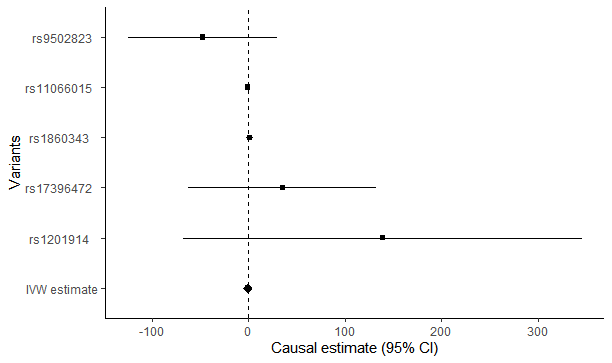 rs9502823
rs11066015
rs1860343
rs17396472
rs1201914
IVW estimate
Variants
-100 0 100 200 300
Causal estimate (95% CI)